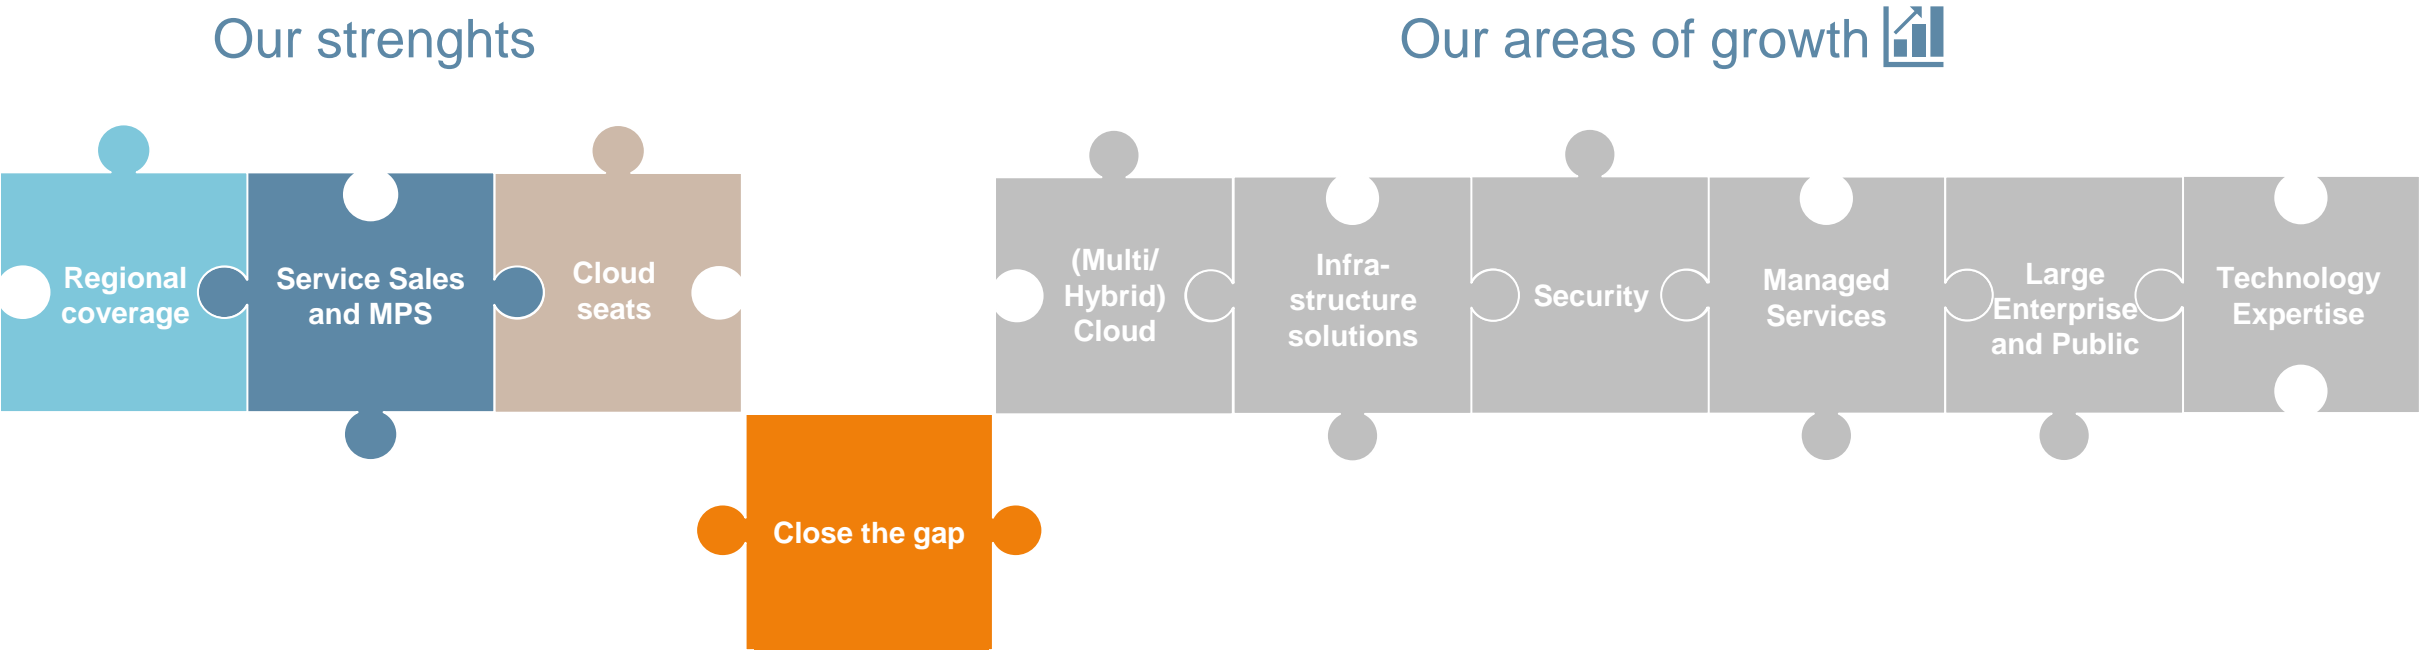 Our strenghts
Our areas of growth
Regional
coverage
Service Sales
and MPS
Cloud
seats
(Multi/
Hybrid)
Cloud
Infra-
structure
solutions
Security
Managed
Services
Large
Enterprise
and Public
Technology
Expertise
Close the gap